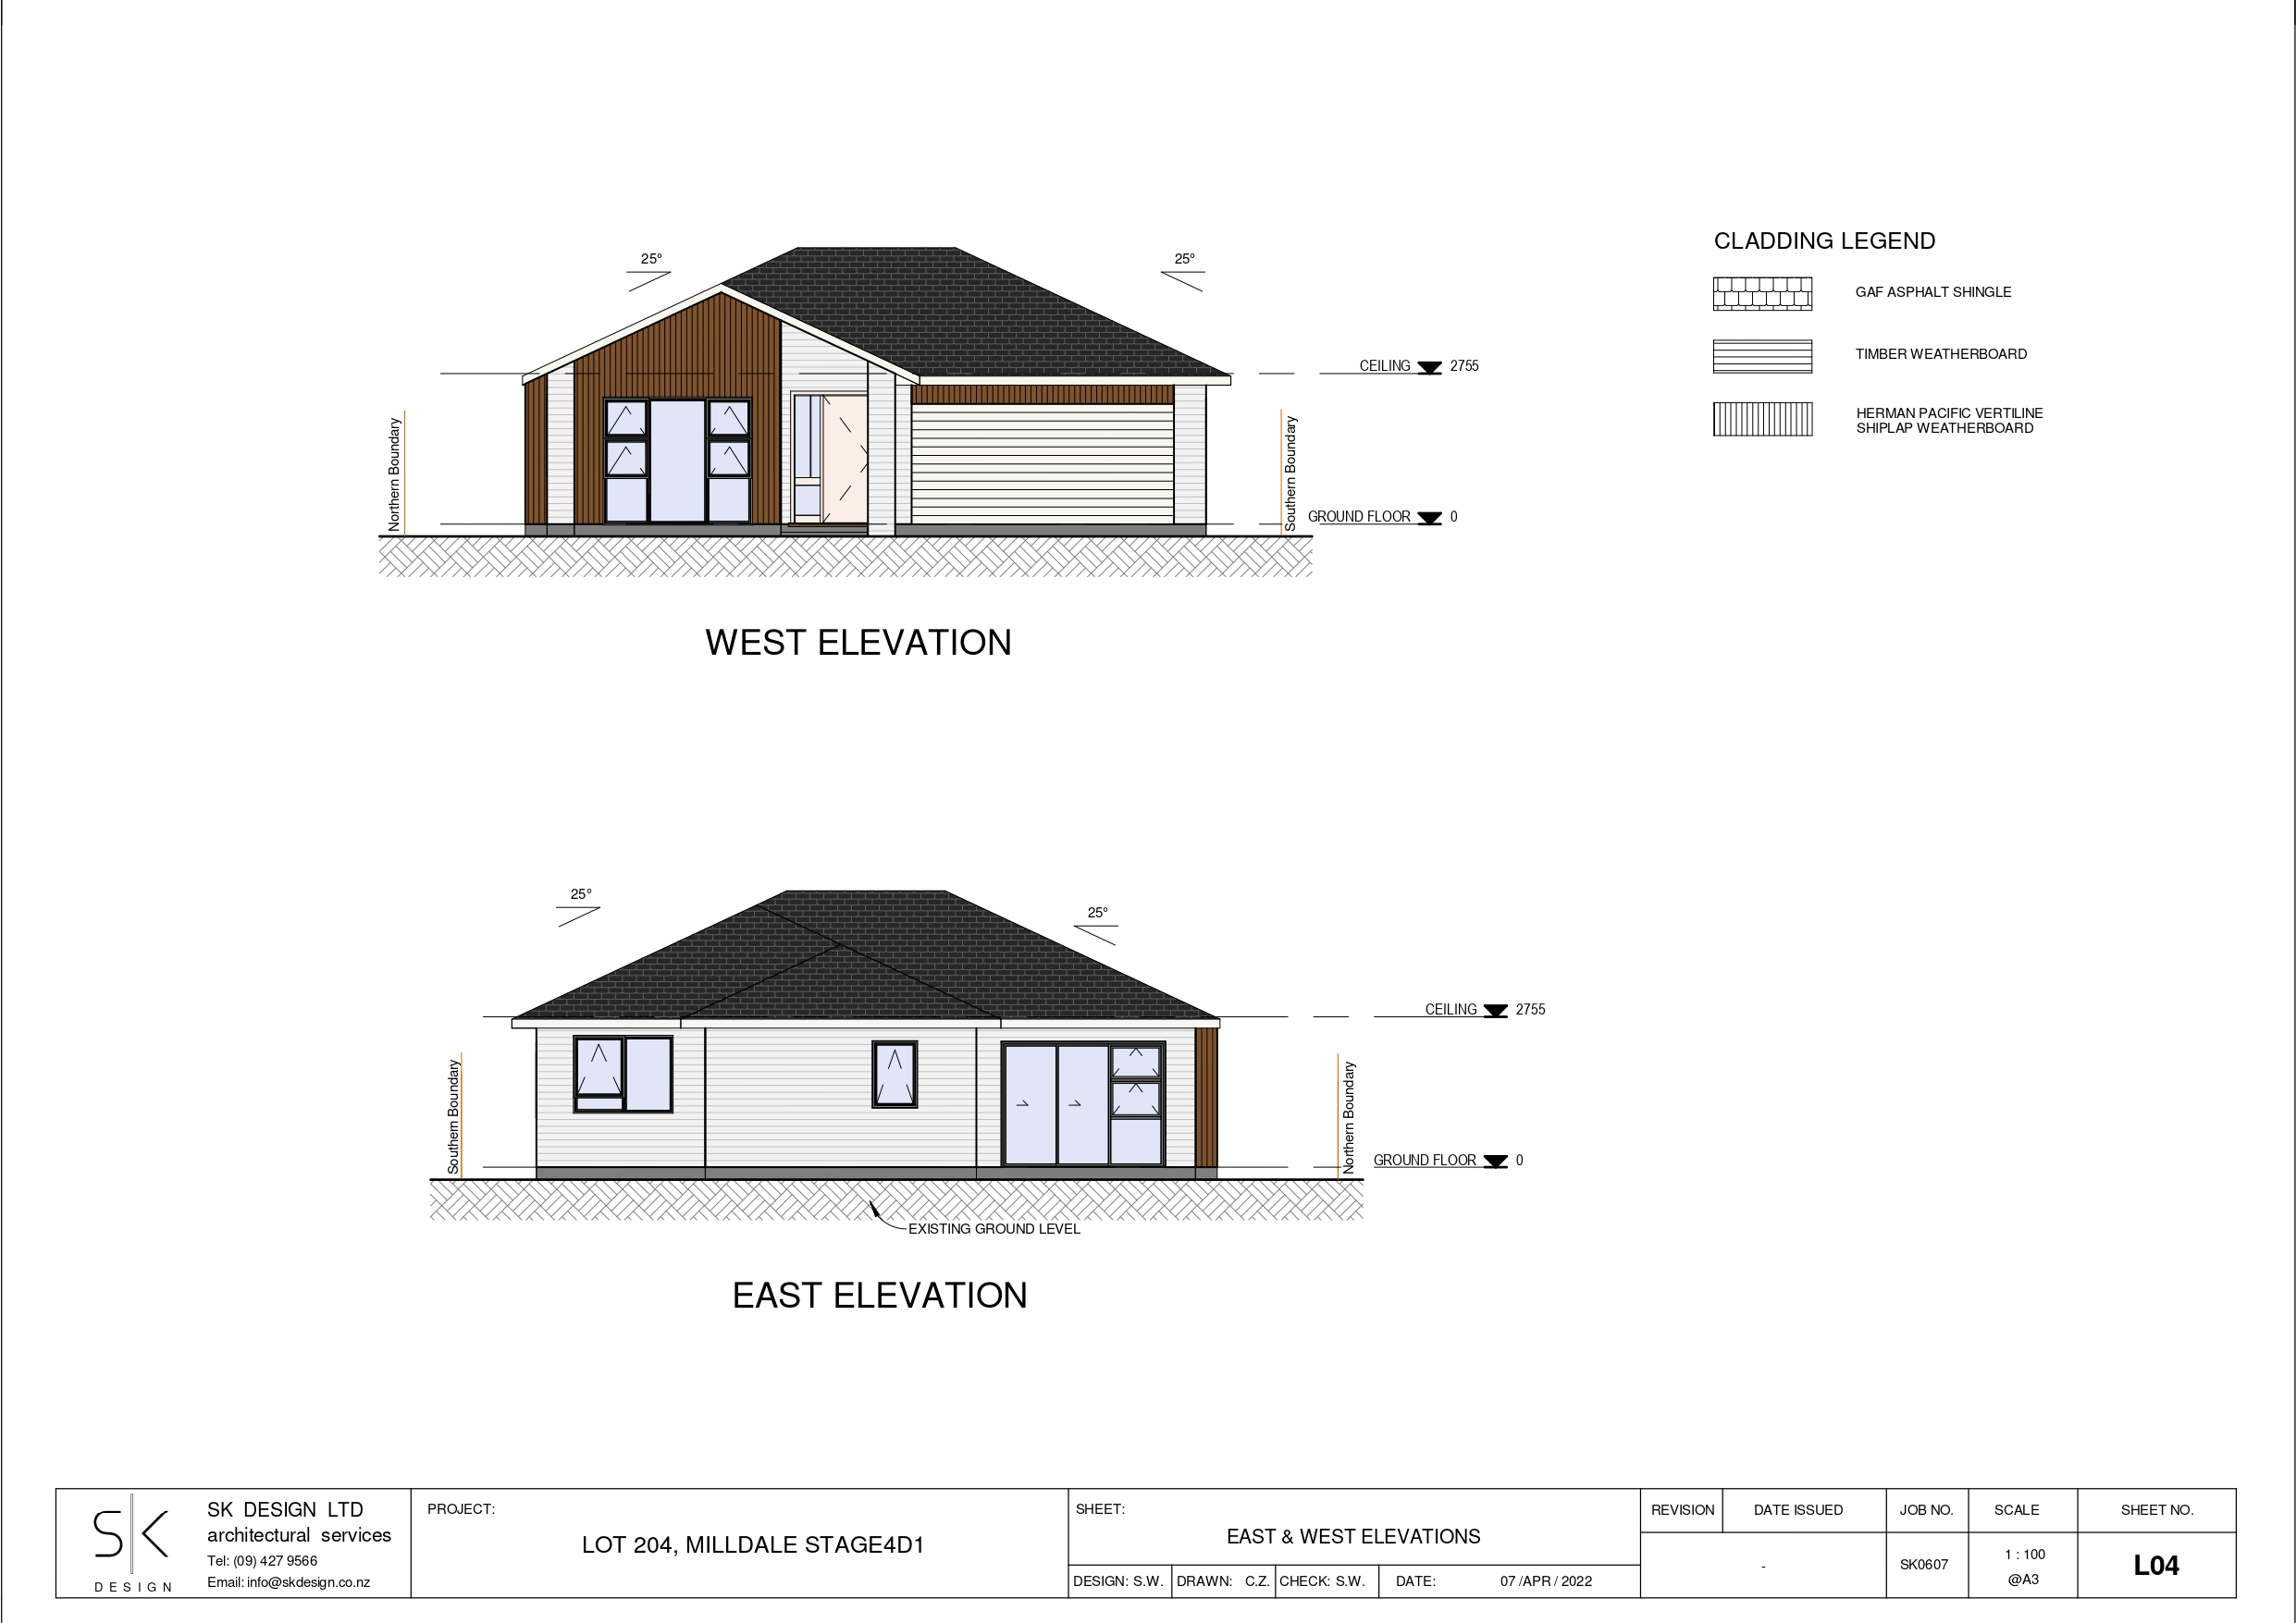 25°
25°
CEILING 2755
Northern Boundary
Southern Boundary
GROUND FLOOR 0
WEST ELEVATION
CLADDING LEGEND
GAF ASPHALT SHINGLE
TIMBER WEATHERBOARD
HERMAN PACIFIC VERTILINE
SHIPLAP WEATHERBOARD
25°
25°
CEILING 2755
Southern Boundary
Northern Boundary
GROUND FLOOR 0
EXISTING GROUND LEVEL
EAST ELEVATION
SK
DESIGN
SK DESIGN LTD
architectural services
Tel: (09) 427 9566
Email: info@skdesign.co.nz
PROJECT:
LOT 204, MILLDALE STAGE4D1
SHEET:
EAST & WEST ELEVATIONS
DESIGN: S.W. DRAWN: C.Z. CHECK: S.W. DATE: 07 /APR / 2022
REVISION DATE ISSUED
-
JOB NO.
SK0607
SCALE
1 : 100
@A3
SHEET NO.
L04